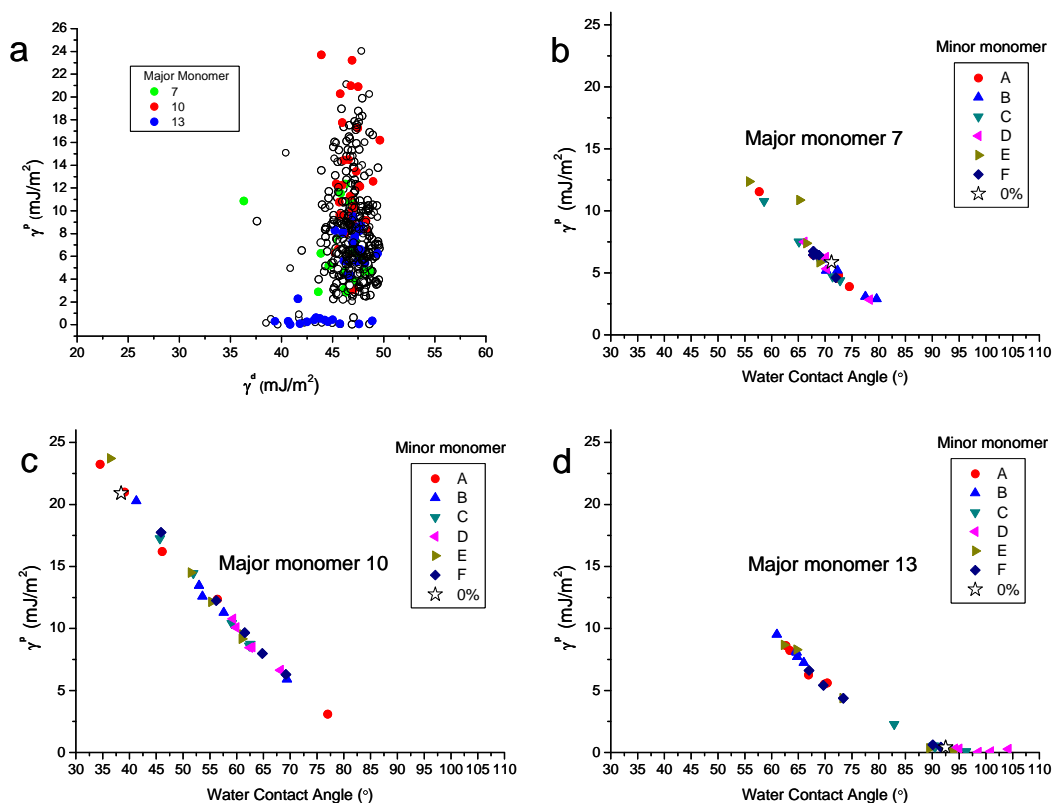 a
Major Monomer
7
10
13
26
24
22
20
18
16
14
12
10
8
6
4
2
0
γᵖ (mJ/m²)
20 30 40 50 60
γᵈ (mJ/m²)
b
Minor monomer
A
B
C
D
E
F
0%
Major monomer 7
25
20
15
10
5
0
γᵖ (mJ/m²)
30 35 40 45 50 55 60 65 70 75 80 85 90 95 100 105 110
Water Contact Angle (°)
c
Minor monomer
A
B
C
D
E
F
0%
Major monomer 10
25
20
15
10
5
0
γᵖ (mJ/m²)
30 35 40 45 50 55 60 65 70 75 80 85 90 95 100 105 110
Water Contact Angle (°)
d
Minor monomer
A
B
C
D
E
F
0%
Major monomer 13
25
20
15
10
5
0
γᵖ (mJ/m²)
30 35 40 45 50 55 60 65 70 75 80 85 90 95 100 105 110
Water Contact Angle (°)